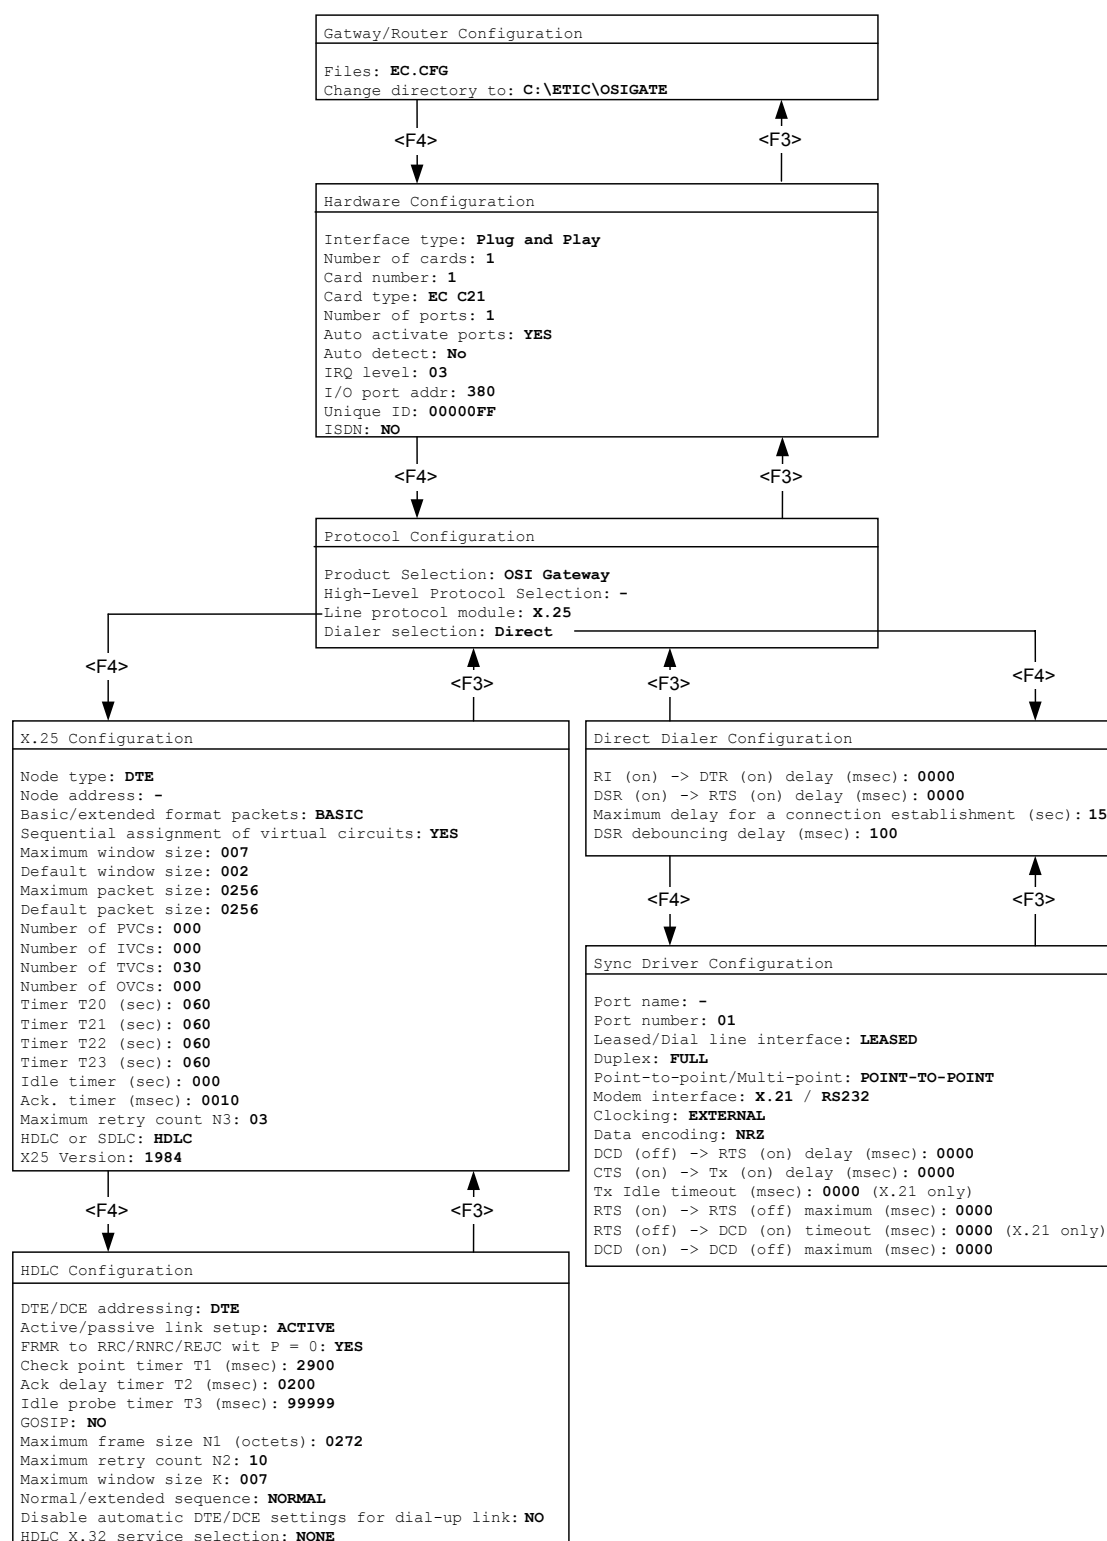 Gatway/Router Configuration
Files: EC.CFG
Change directory to: C:\ETIC\OSIGATE
<F4>
<F3>
Hardware Configuration
Interface type: Plug and Play
Number of cards: 1
Card number: 1
Card type: EC C21
Number of ports: 1
Auto activate ports: YES
Auto detect: No
IRQ level: 03
I/O port addr: 380
Unique ID: 00000FF
ISDN: NO
<F4>
<F3>
Protocol Configuration
Product Selection: OSI Gateway
High-Level Protocol Selection: -
Line protocol module: X.25
Dialer selection: Direct
<F4>
<F3>
<F3>
<F4>
X.25 Configuration
Node type: DTE
Node address: -
Basic/extended format packets: BASIC
Sequential assignment of virtual circuits: YES
Maximum window size: 007
Default window size: 002
Maximum packet size: 0256
Default packet size: 0256
Number of PVCs: 000
Number of IVCs: 000
Number of TVCs: 030
Number of OVCs: 000
Timer T20 (sec): 060
Timer T21 (sec): 060
Timer T22 (sec): 060
Timer T23 (sec): 060
Idle timer (sec): 000
Ack. timer (msec): 0010
Maximum retry count N3: 03
HDLC or SDLC: HDLC
X25 Version: 1984
<F4>
<F3>
HDLC Configuration
DTE/DCE addressing: DTE
Active/passive link setup: ACTIVE
FRMR to RRC/RNRC/REJC wit P = 0: YES
Check point timer T1 (msec): 2900
Ack delay timer T2 (msec): 0200
Idle probe timer T3 (msec): 99999
GOSIP: NO
Maximum frame size N1 (octets): 0272
Maximum retry count N2: 10
Maximum window size K: 007
Normal/extended sequence: NORMAL
Disable automatic DTE/DCE settings for dial-up link: NO
HDLC X.32 service selection: NONE
Direct Dialer Configuration
RI (on) -> DTR (on) delay (msec): 0000
DSR (on) -> RTS (on) delay (msec): 0000
Maximum delay for a connection establishment (sec): 15
DSR debouncing delay (msec): 100
<F4>
<F3>
Sync Driver Configuration
Port name: -
Port number: 01
Leased/Dial line interface: LEASED
Duplex: FULL
Point-to-point/Multi-point: POINT-TO-POINT
Modem interface: X.21 / RS232
Clocking: EXTERNAL
Data encoding: NRZ
DCD (off) -> RTS (on) delay (msec): 0000
CTS (on) -> Tx (on) delay (msec): 0000
Tx Idle timeout (msec): 0000 (X.21 only)
RTS (on) -> RTS (off) maximum (msec): 0000
RTS (off) -> DCD (on) timeout (msec): 0000 (X.21 only)
DCD (on) -> DCD (off) maximum (msec): 0000